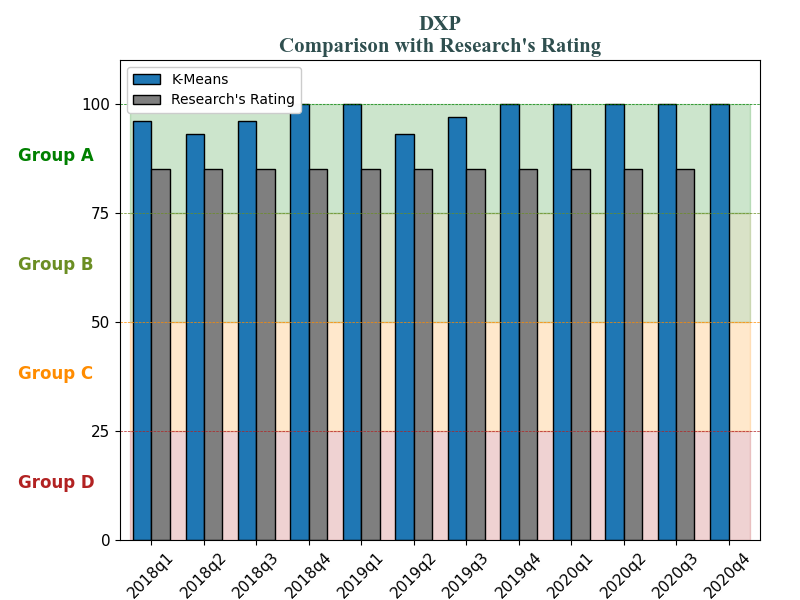 DXP
Comparison with Research's Rating
K-Means
Research's Rating
100
Group A
75
Group B
50
Group C
25
Group D
0
2018q1
2018q2
2018q3
2018q4
2019q1
2019q2
2019q3
2019q4
2020q1
2020q2
2020q3
2020q4